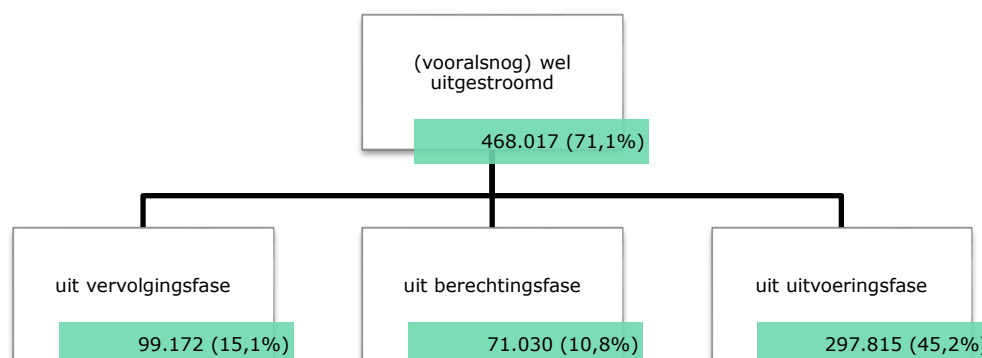 (vooralsnog) wel
uitgestroomd
468.017 (71,1%)
uit vervolgingsfase
99.172 (15,1%)
uit berechtingsfase
71.030 (10,8%)
uit uitvoeringsfase
297.815 (45,2%)